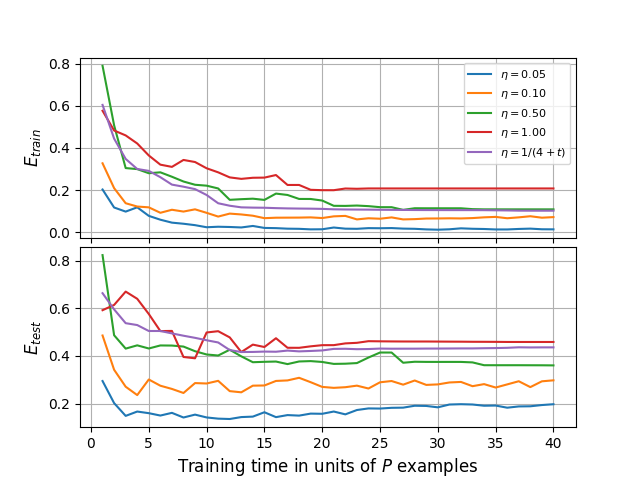 0.8
0.6
0.4
0.2
0.0
E_train
η = 0.05
η = 0.10
η = 0.50
η = 1.00
η = 1/(4 + t)
0.8
0.6
0.4
0.2
E_test
0 5 10 15 20 25 30 35 40
Training time in units of P examples